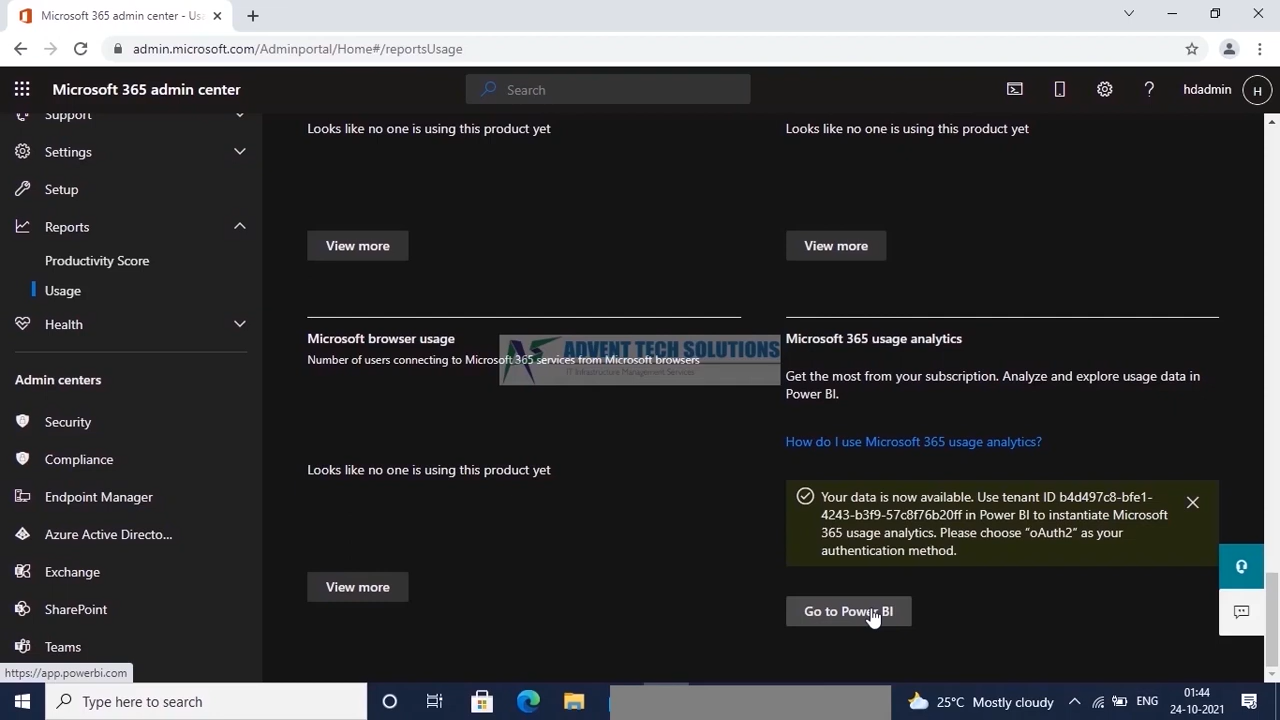 Microsoft 365 admin center - Usa
admin.microsoft.com/Adminportal/Home#/reportsUsage
Microsoft 365 admin center
Search
hdadmin
H
Support
Settings
Setup
Reports
Productivity Score
Usage
Health
Admin centers
Security
Compliance
Endpoint Manager
Azure Active Directo...
Exchange
SharePoint
Teams
Looks like no one is using this product yet
View more
Looks like no one is using this product yet
View more
Microsoft browser usage
Number of users connecting to Microsoft 365 services from Microsoft browsers
ADVENT TECH SOLUTIONS
IT Infrastructure Management Services
Looks like no one is using this product yet
View more
Microsoft 365 usage analytics
Get the most from your subscription. Analyze and explore usage data in
Power BI.
How do I use Microsoft 365 usage analytics?
Your data is now available. Use tenant ID b4d497c8-bfe1-
4243-b3f9-57c8f76b20ff in Power BI to instantiate Microsoft
365 usage analytics. Please choose “oAuth2” as your
authentication method.
Go to Power BI
https://app.powerbi.com
Type here to search
25°C Mostly cloudy
ENG
01:44
24-10-2021